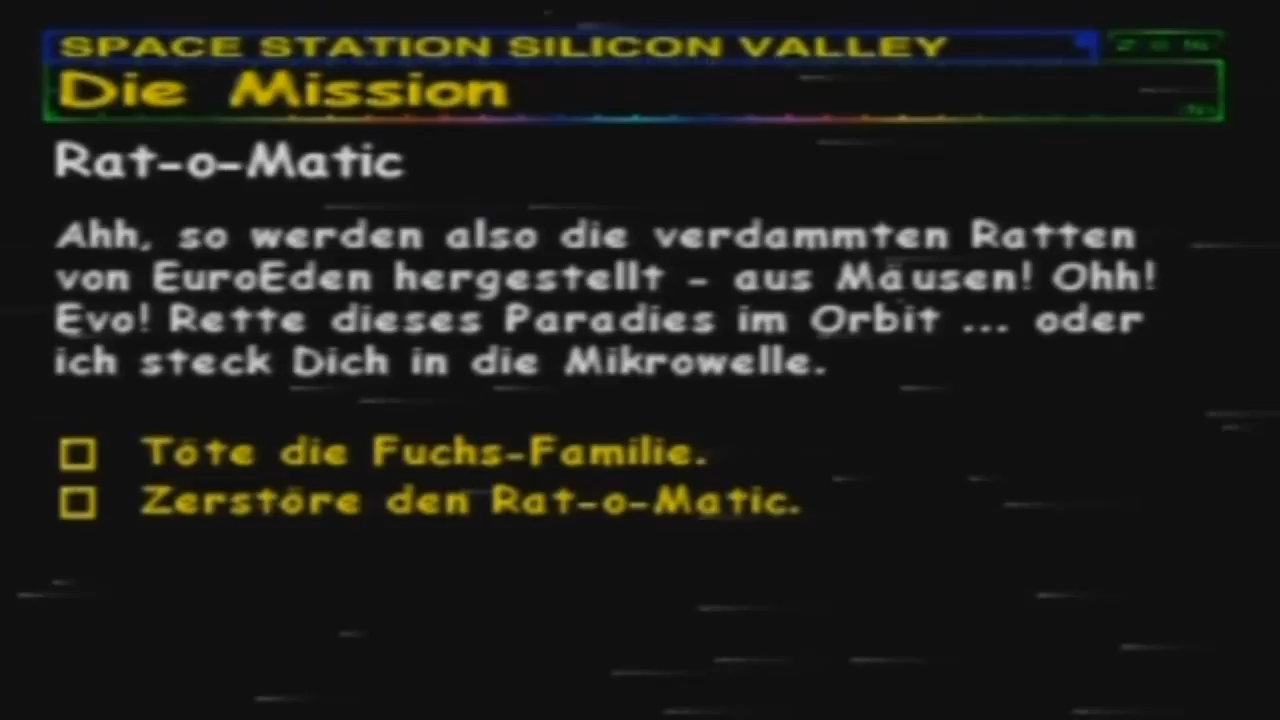 SPACE STATION SILICON VALLEY
Die Mission
Rat-o-Matic
Ahh, so werden also die verdammten Ratten
von EuroEden hergestellt - aus Mäusen! Ohh!
Evo! Rette dieses Paradies im Orbit ... oder
ich steck Dich in die Mikrowelle.
Töte die Fuchs-Familie.
Zerstöre den Rat-o-Matic.